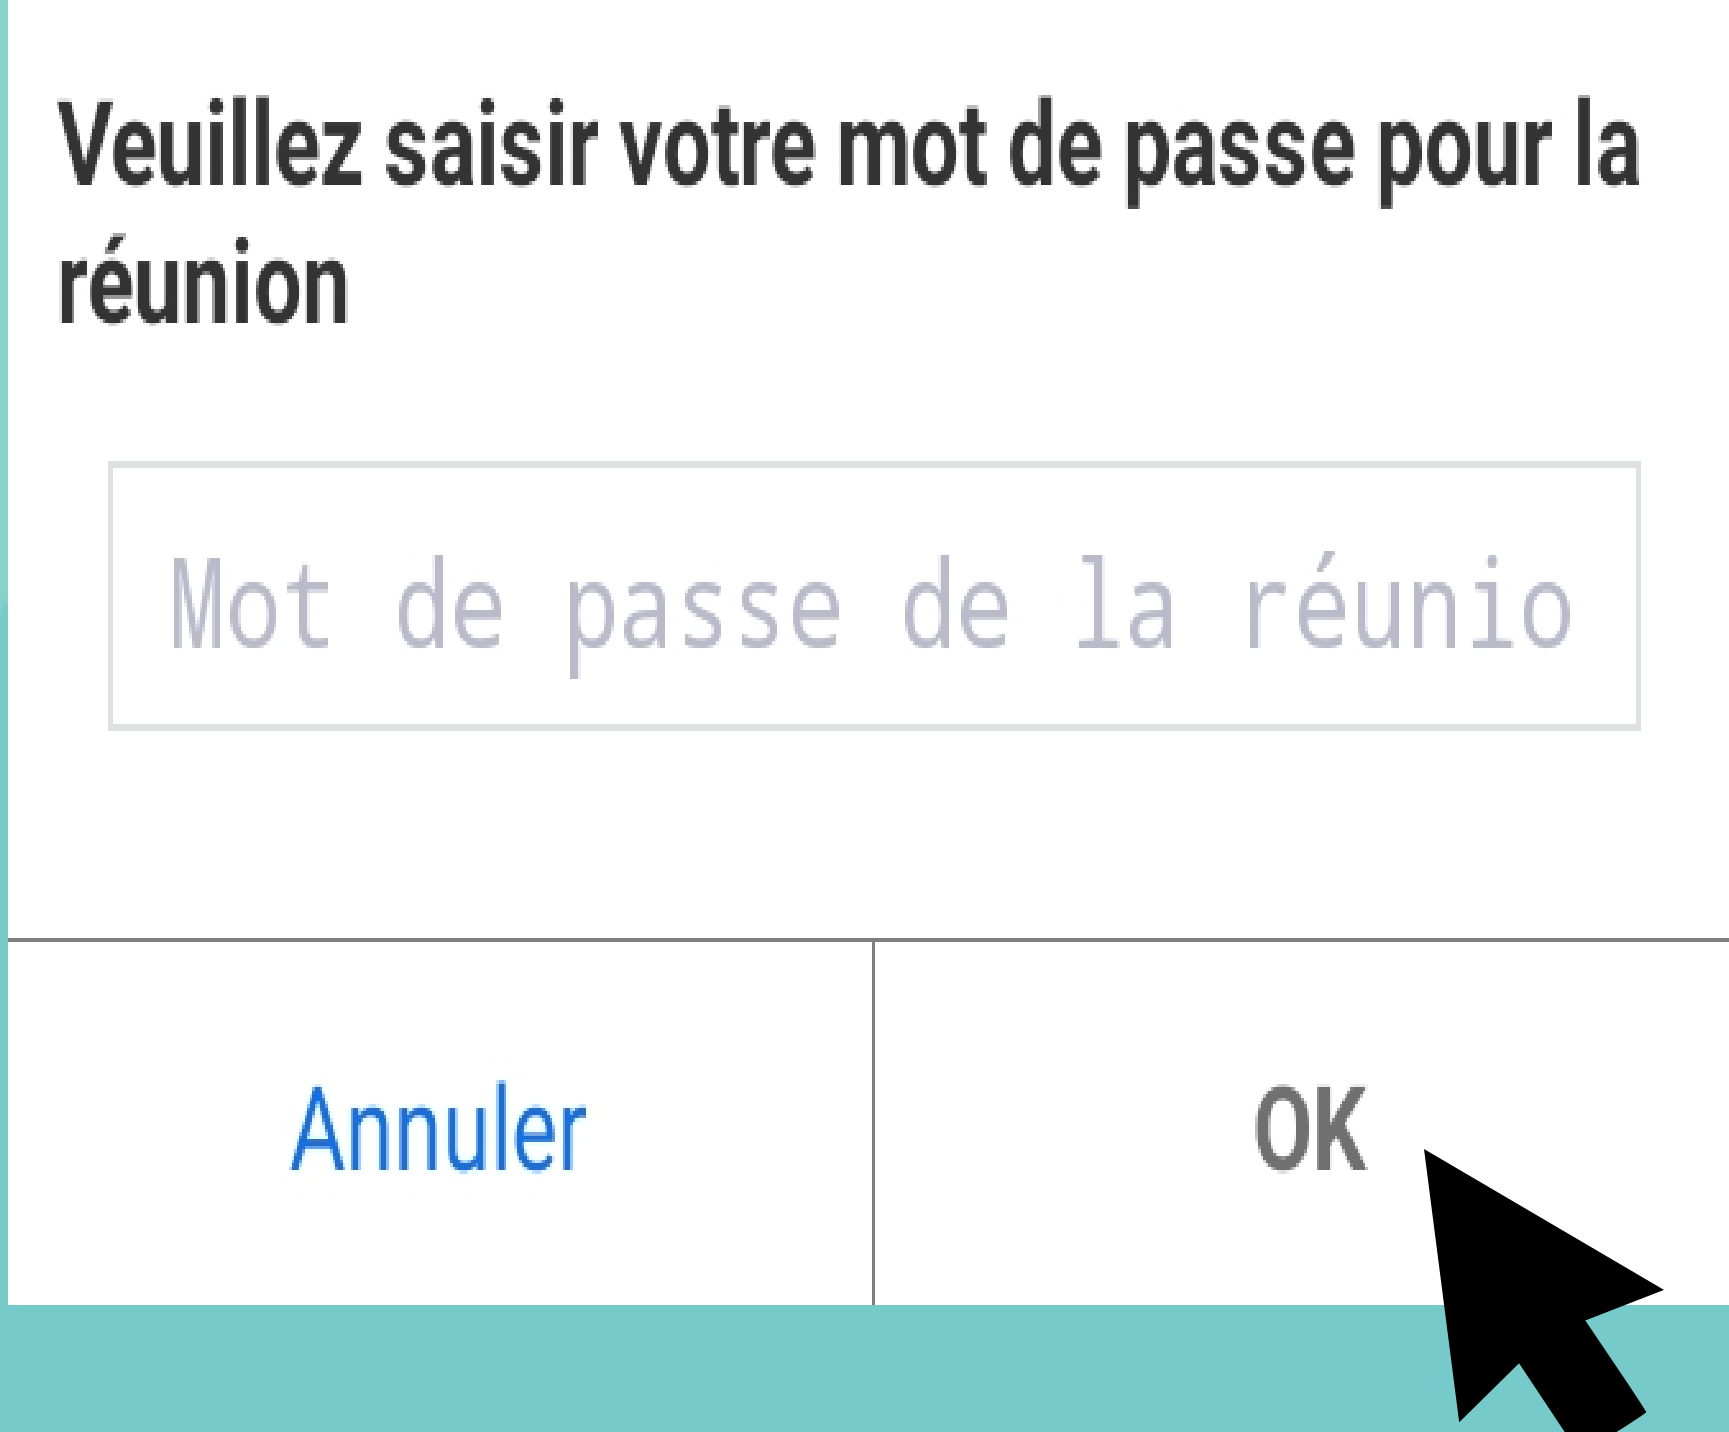 Veuillez saisir votre mot de passe pour la
réunion
Mot de passe de la réunio
Annuler
OK